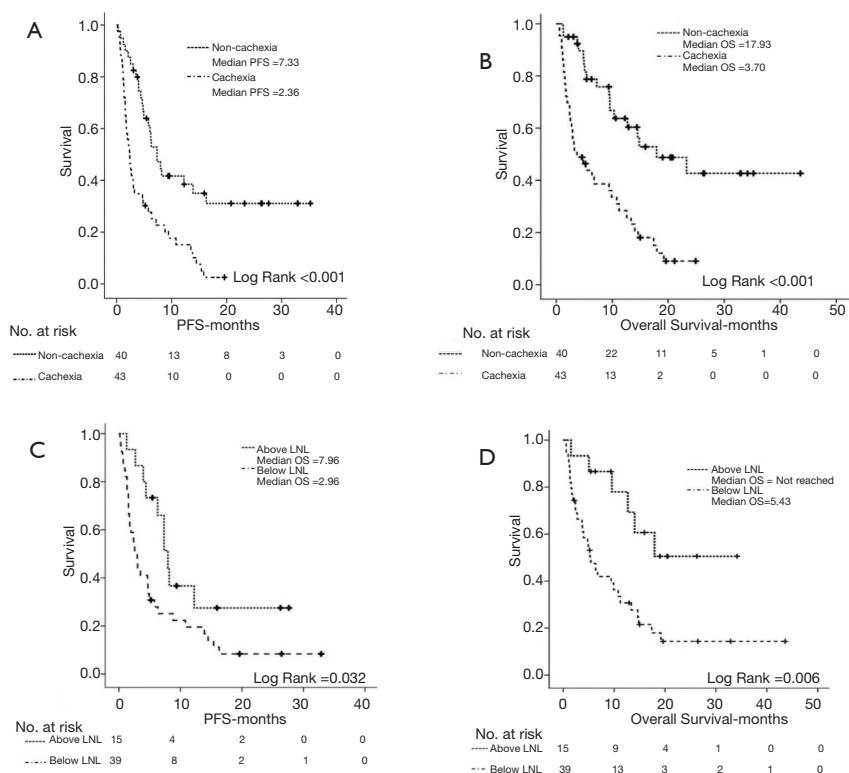 A
Non-cachexia
Median PFS =7.33
Cachexia
Median PFS =2.36
1.0
0.8
0.6
0.4
0.2
0.0
Survival
Log Rank <0.001
0 10 20 30 40
PFS-months
No. at risk
Non-cachexia 40 13 8 3 0
Cachexia 43 10 0 0 0
B
Non-cachexia
Median OS =17.93
Cachexia
Median OS =3.70
1.0
0.8
0.6
0.4
0.2
0.0
Survival
Log Rank <0.001
0 10 20 30 40 50
Overall Survival-months
No. at risk
Non-cachexia 40 22 11 5 1 0
Cachexia 43 13 2 0 0 0
C
Above LNL
Median OS =7.96
Below LNL
Median OS =2.96
1.0
0.8
0.6
0.4
0.2
0.0
Survival
Log Rank =0.032
0 10 20 30 40
PFS-months
No. at risk
Above LNL 15 4 2 0 0
Below LNL 39 8 2 1 0
D
Above LNL
Median OS = Not reached
Below LNL
Median OS=5.43
1.0
0.8
0.6
0.4
0.2
0.0
Survival
Log Rank =0.006
0 10 20 30 40 50
Overall Survival-months
No. at risk
Above LNL 15 9 4 1 0 0
Below LNL 39 13 3 2 1 0